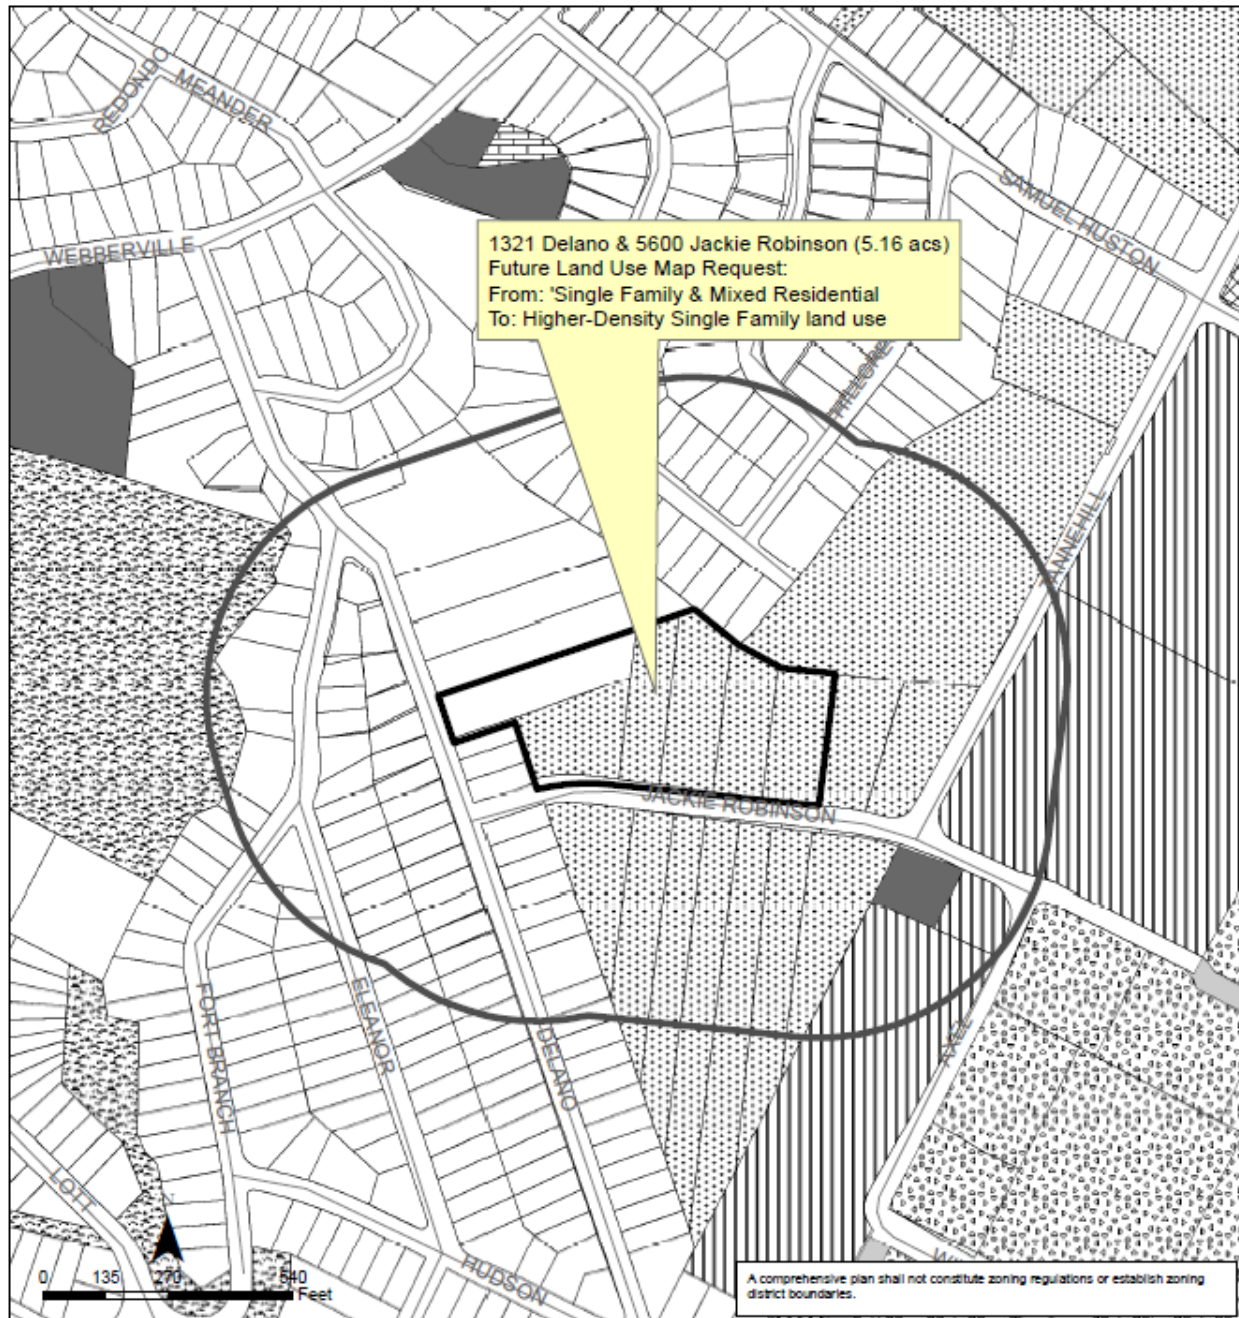 REDONDO
MEANDER
WEBBERVILLE
SAMUEL HUSTON
1321 Delano & 5600 Jackie Robinson (5.16 acs)
Future Land Use Map Request:
From: 'Single Family & Mixed Residential
To: Higher-Density Single Family land use
TANNEHILL
JACKIE ROBINSON
FORT BRANCH
ELEANOR
DELANO
AXEL
LOTT
HUDSON
N
0 135 270 540
Feet
A comprehensive plan shall not constitute zoning regulations or establish zoning
district boundaries.